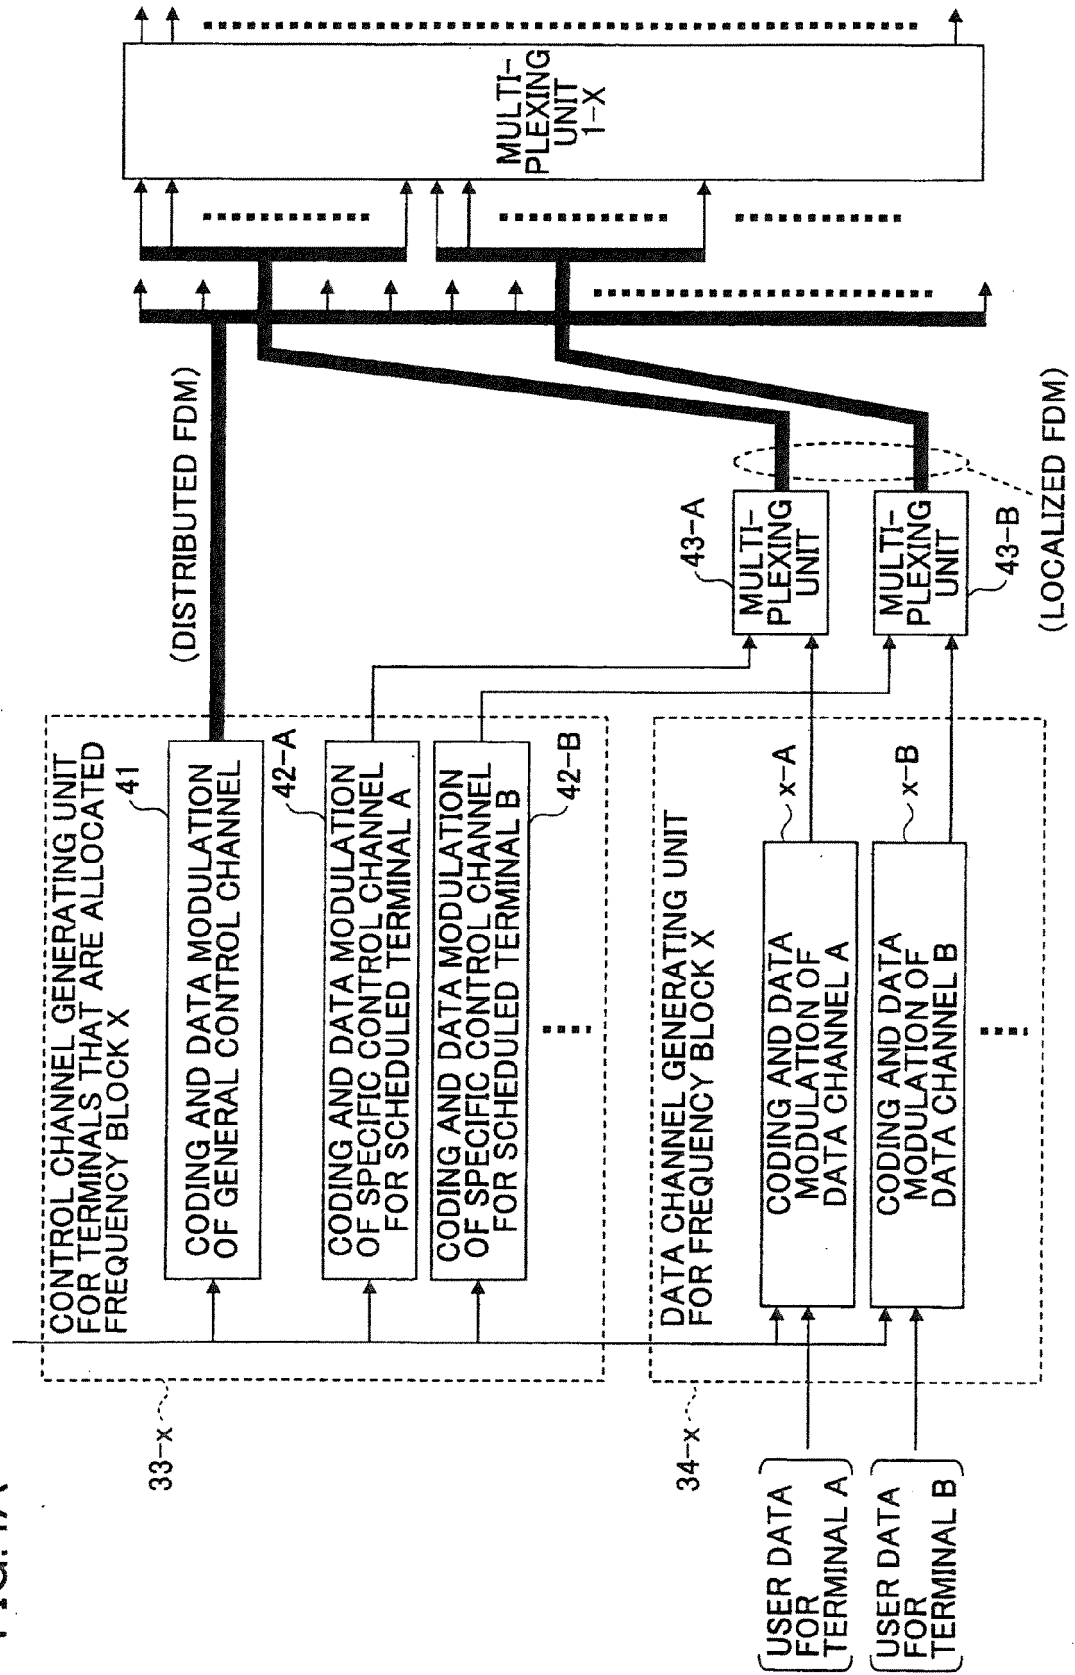 CONTROL CHANNEL GENERATING UNIT
FOR TERMINALS THAT ARE ALLOCATED
FREQUENCY BLOCK X
33-x
41
CODING AND DATA MODULATION
OF GENERAL CONTROL CHANNEL
(DISTRIBUTED FDM)
42-A
CODING AND DATA MODULATION
OF SPECIFIC CONTROL CHANNEL
FOR SCHEDULED TERMINAL A
CODING AND DATA MODULATION
OF SPECIFIC CONTROL CHANNEL
FOR SCHEDULED TERMINAL B
42-B
MULTI-
PLEXING
UNIT
1-X
DATA CHANNEL GENERATING UNIT
FOR FREQUENCY BLOCK X
34-x
USER DATA
FOR
TERMINAL A
x-A
CODING AND DATA
MODULATION OF
DATA CHANNEL A
43-A
MULTI-
PLEXING
UNIT
USER DATA
FOR
TERMINAL B
x-B
CODING AND DATA
MODULATION OF
DATA CHANNEL B
MULTI-
PLEXING
UNIT
43-B
(LOCALIZED FDM)